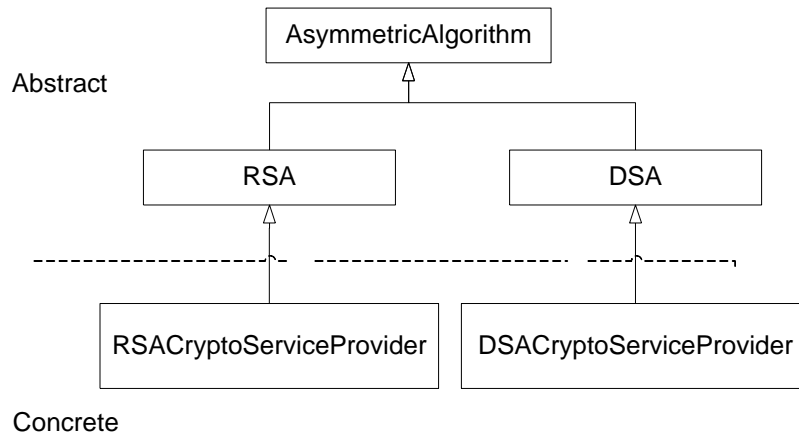 AsymmetricAlgorithm
Abstract
RSA
DSA
RSACryptoServiceProvider
DSACryptoServiceProvider
Concrete